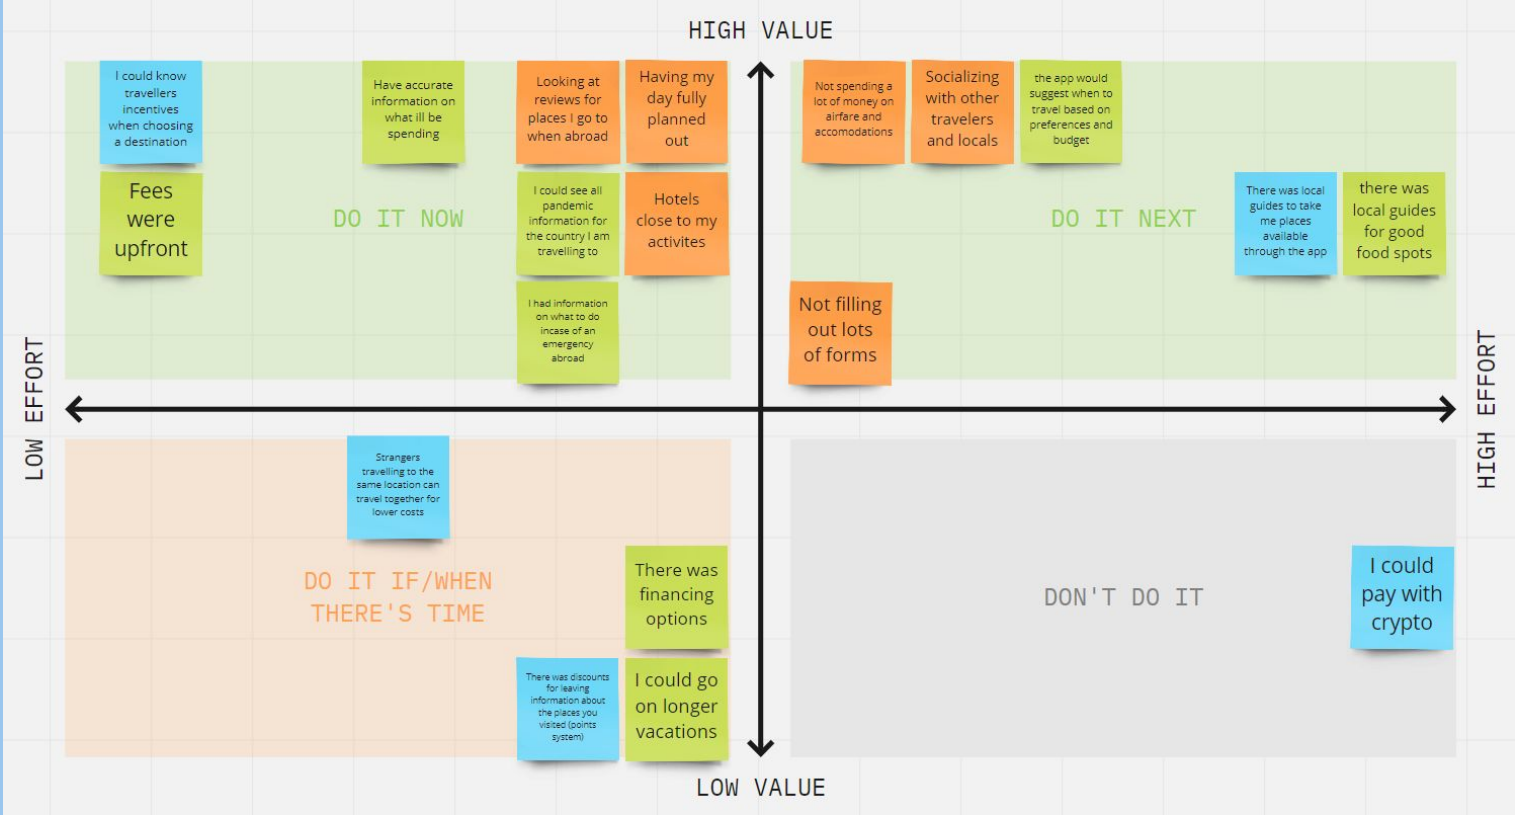 HIGH VALUE
I could know
travellers
incentives
when choosing
a destination
Have accurate
information on
what ill be
spending
Looking at
reviews for
places I go to
when abroad
Having my
day fully
planned
out
Fees
were
upfront
DO IT NOW
I could see all
pandemic
information for
the country I am
travelling to
Hotels
close to my
activites
I had information
on what to do
incase of an
emergency
abroad
Not spending a
lot of money on
airfare and
accomodations
Socializing
with other
travelers
and locals
the app would
suggest when to
travel based on
preferences and
budget
DO IT NEXT
There was local
guides to take
me places
available
through the app
there was
local guides
for good
food spots
Not filling
out lots
of forms
LOW EFFORT
HIGH EFFORT
Strangers
travelling to the
same location can
travel together for
lower costs
DO IT IF/WHEN
THERE'S TIME
There was
financing
options
There was discounts
for leaving
information about
the places you
visited (points
system)
I could go
on longer
vacations
DON'T DO IT
I could
pay with
crypto
LOW VALUE